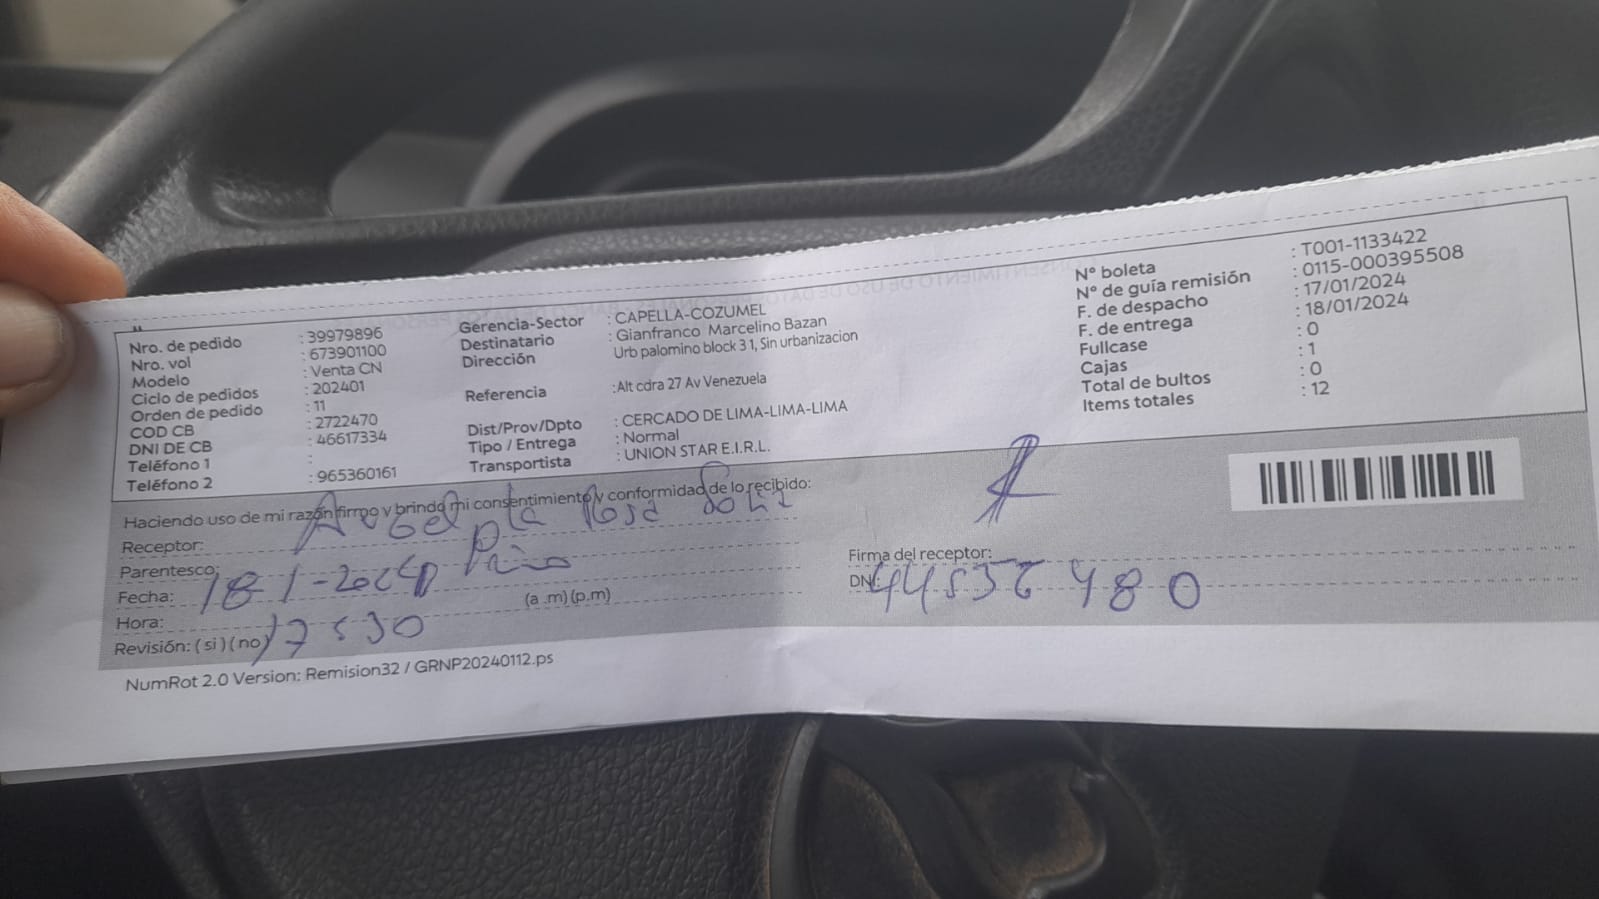 Nro. de pedido : 39979896
Nro. vol : 673901100
Modelo : Venta CN
Ciclo de pedidos : 202401
Orden de pedido : 11
COD CB : 2722470
DNI DE CB : 46617334
Teléfono 1 :
Teléfono 2 : 965360161
Gerencia-Sector : CAPELLA-COZUMEL
Destinatario : Gianfranco Marcelino Bazan
Dirección Urb palomino block 31, Sin urbanizacion
Referencia : Alt cdra 27 Av Venezuela
Dist/Prov/Dpto : CERCADO DE LIMA-LIMA-LIMA
Tipo / Entrega : Normal
Transportista : UNION STAR E.I.R.L.
N° boleta : T001-1133422
N° de guía remisión : 0115-000395508
F. de despacho : 17/01/2024
F. de entrega : 18/01/2024
Fullcase : 0
Cajas : 1
Total de bultos : 0
Items totales : 12
Haciendo uso de mi razón firmo y brindo mi consentimiento y conformidad de lo recibido:
Receptor: Rosa
Parentesco:
Fecha: 18-1-2024
Hora: (a .m) (p.m)
Revisión: ( si ) ( no ) 17:30
Firma del receptor:
DNI: 44556480
NumRot 2.0 Version: Remision32 / GRNP20240112.ps